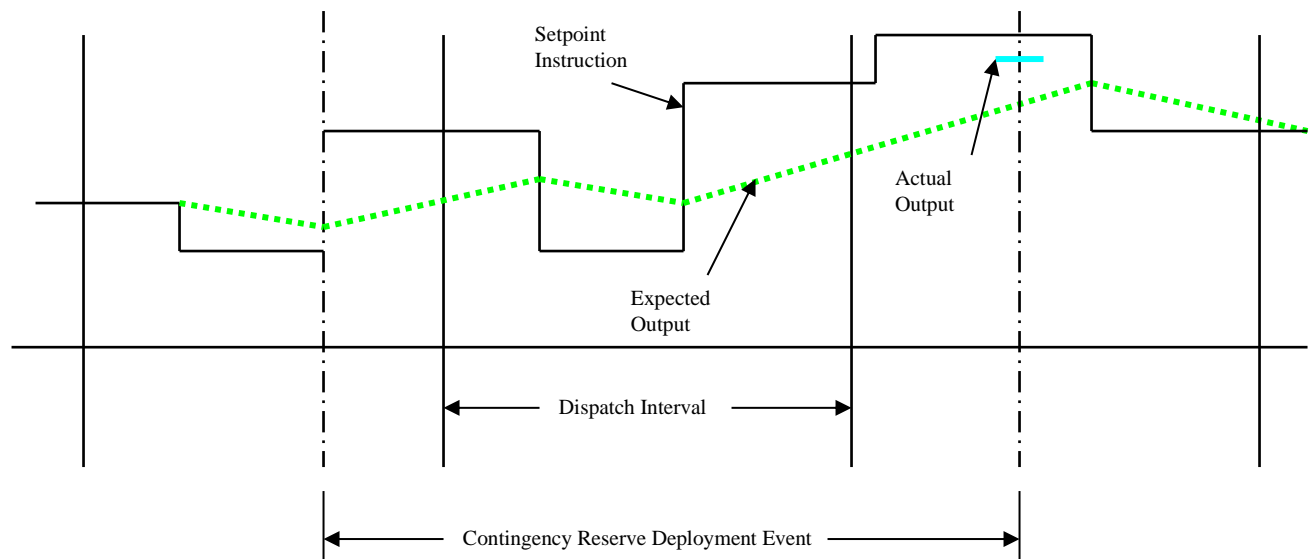 Setpoint
Instruction
Actual
Output
Expected
Output
Dispatch Interval
Contingency Reserve Deployment Event